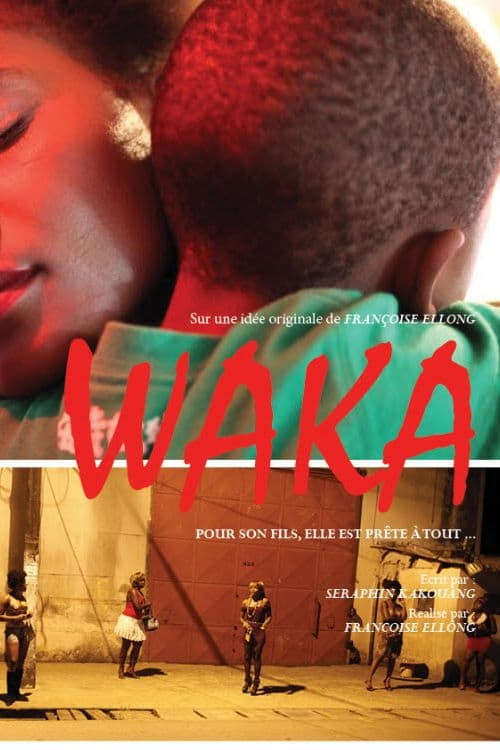 Sur une idée originale de FRANÇOISE ELLONG
WAKA
POUR SON FILS, ELLE EST PRÊTE À TOUT ...
Ecrit par :
SERAPHIN KAKOUANG
Réalisé par :
FRANCOISE ELLONG